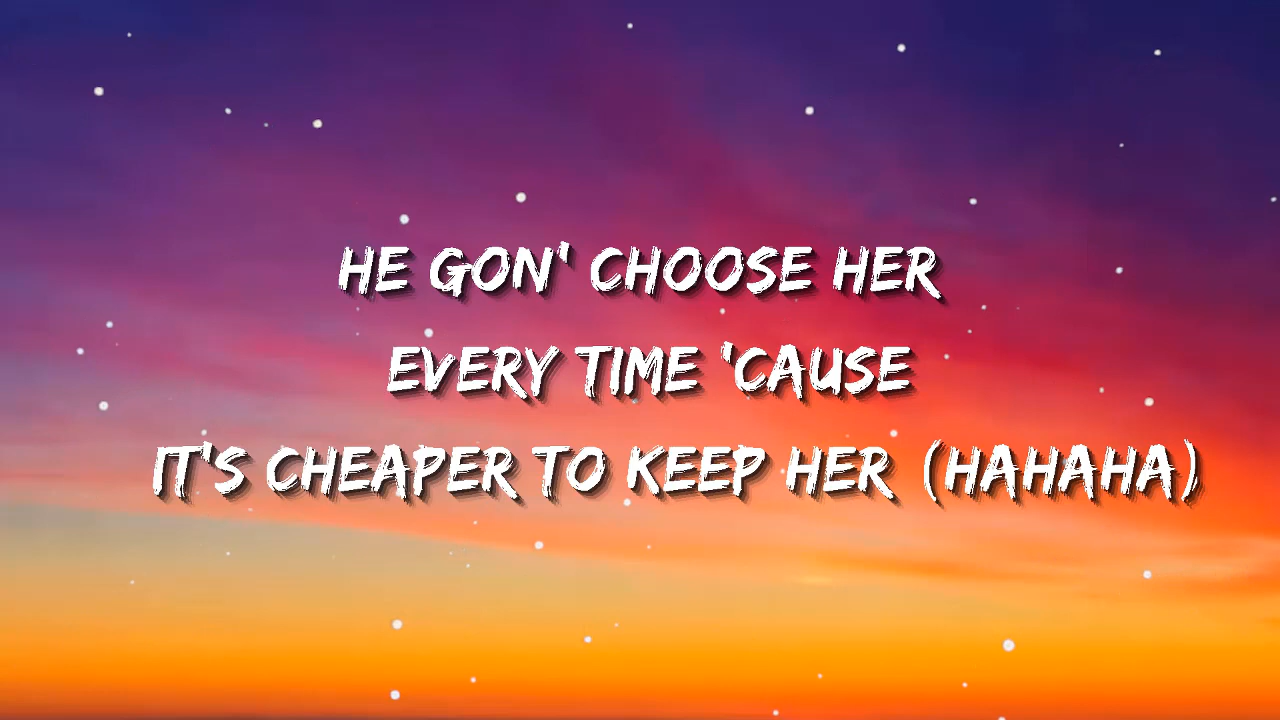 HE GON' CHOOSE HER
EVERY TIME 'CAUSE
IT'S CHEAPER TO KEEP HER (HAHAHA)